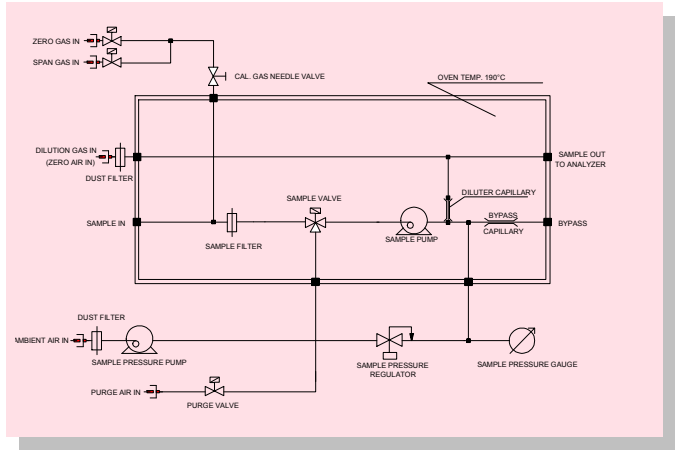 ZERO GAS IN
SPAN GAS IN
CAL. GAS NEEDLE VALVE
OVEN TEMP. 190°C
DILUTION GAS IN
(ZERO AIR IN)
DUST FILTER
SAMPLE OUT
TO ANALYZER
SAMPLE VALVE
DILUTER CAPILLARY
SAMPLE IN
BYPASS
CAPILLARY
BYPASS
SAMPLE FILTER
SAMPLE PUMP
DUST FILTER
AMBIENT AIR IN
SAMPLE PRESSURE PUMP
SAMPLE PRESSURE
REGULATOR
SAMPLE PRESSURE GAUGE
PURGE AIR IN
PURGE VALVE